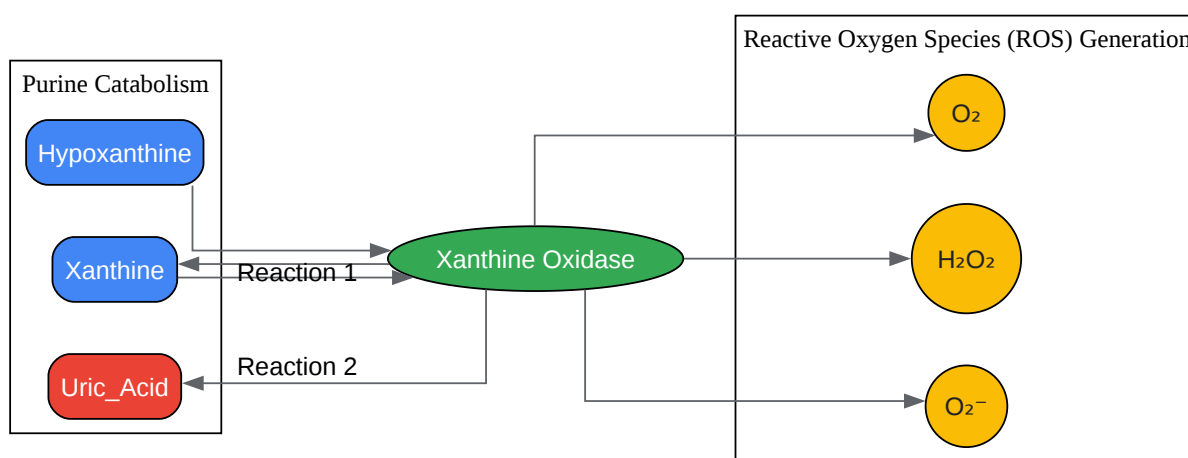 Reactive Oxygen Species (ROS) Generation
Purine Catabolism
Hypoxanthine
Xanthine
Uric_Acid
Reaction 1
Reaction 2
Xanthine Oxidase
O₂
H₂O₂
O₂⁻